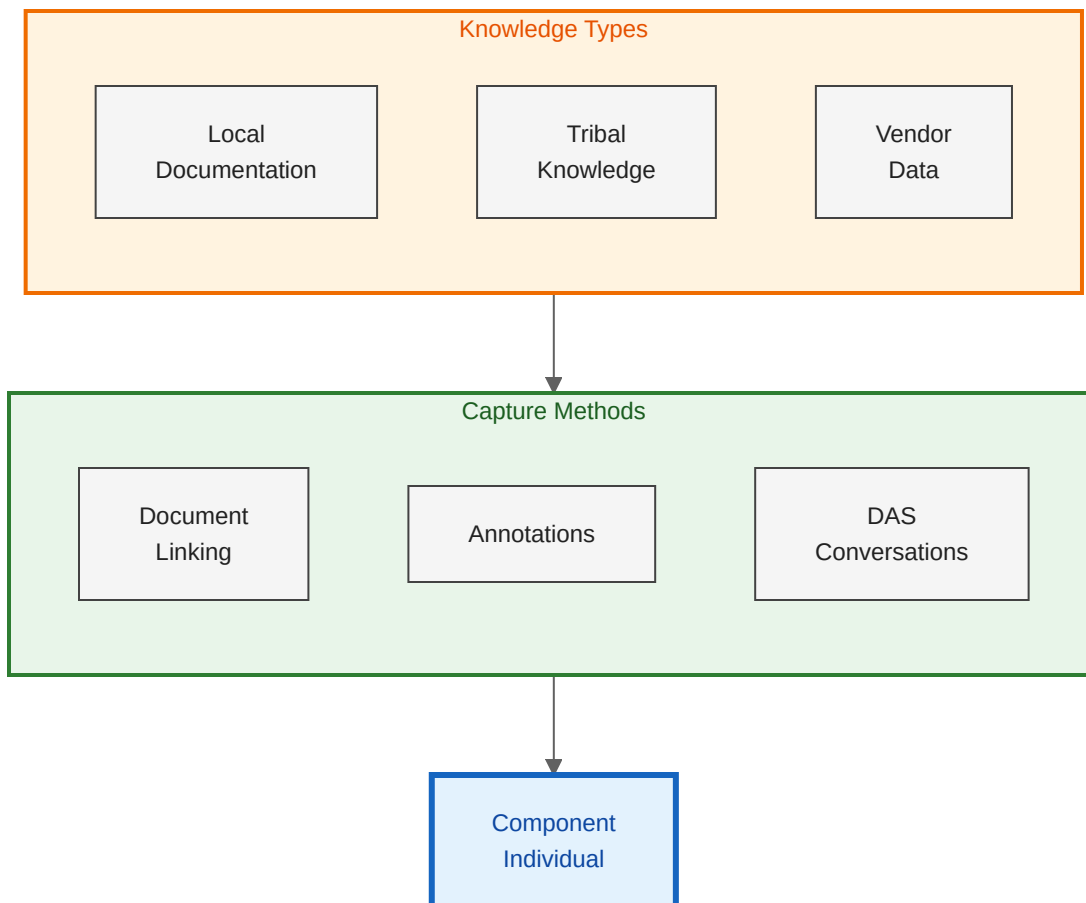 Knowledge Types
Local
Documentation
Tribal
Knowledge
Vendor
Data
Capture Methods
Document
Linking
Annotations
DAS
Conversations
Component
Individual